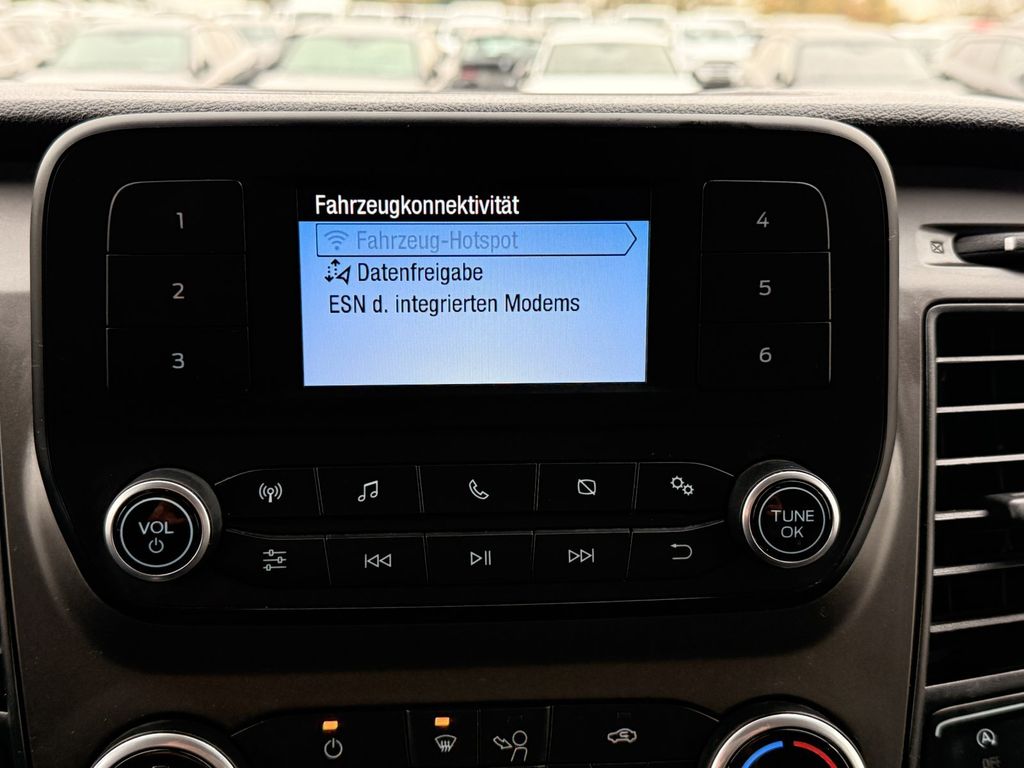 Fahrzeugkonnektivität
Fahrzeug-Hotspot
Datenfreigabe
ESN d. integrierten Modems
1
2
3
4
5
6
VOL
TUNE
OK